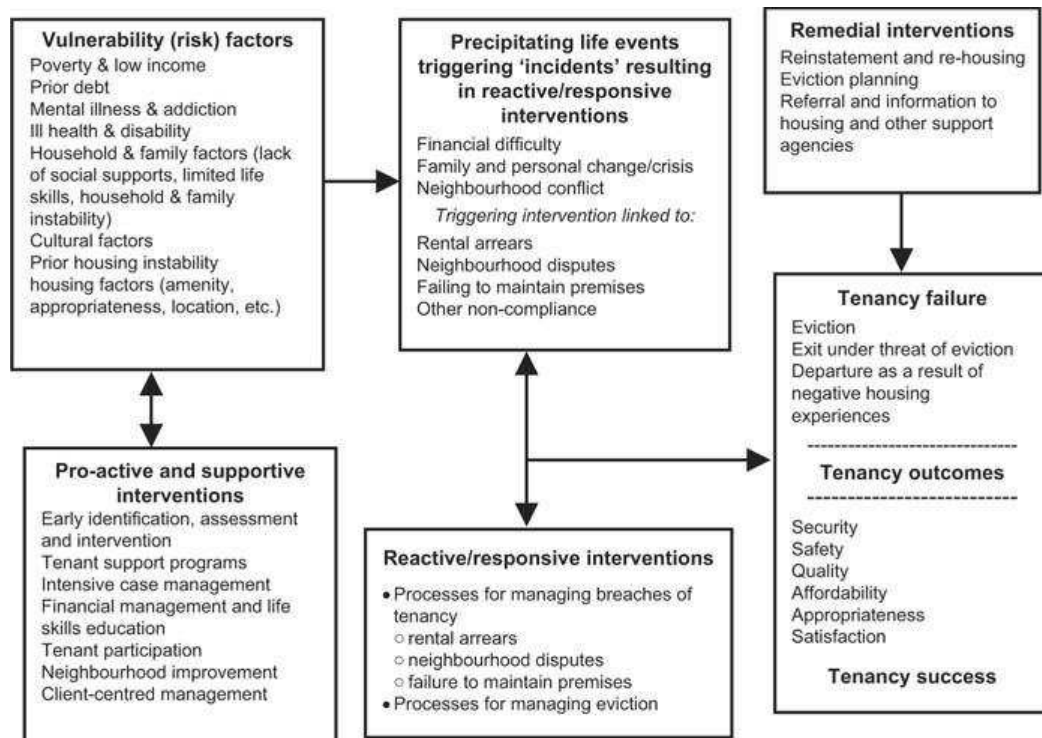 Vulnerability (risk) factors
Poverty & low income
Prior debt
Mental illness & addiction
Ill health & disability
Household & family factors (lack
of social supports, limited life
skills, household & family
instability)
Cultural factors
Prior housing instability
housing factors (amenity,
appropriateness, location, etc.)
Precipitating life events
triggering ‘incidents’ resulting
in reactive/responsive
interventions
Financial difficulty
Family and personal change/crisis
Neighbourhood conflict
Triggering intervention linked to:
Rental arrears
Neighbourhood disputes
Failing to maintain premises
Other non-compliance
Remedial interventions
Reinstatement and re-housing
Eviction planning
Referral and information to
housing and other support
agencies
Pro-active and supportive
interventions
Early identification, assessment
and intervention
Tenant support programs
Intensive case management
Financial management and life
skills education
Tenant participation
Neighbourhood improvement
Client-centred management
Reactive/responsive interventions
• Processes for managing breaches of
tenancy
○ rental arrears
○ neighbourhood disputes
○ failure to maintain premises
• Processes for managing eviction
Tenancy failure
Eviction
Exit under threat of eviction
Departure as a result of
negative housing
experiences
Tenancy outcomes
Security
Safety
Quality
Affordability
Appropriateness
Satisfaction
Tenancy success